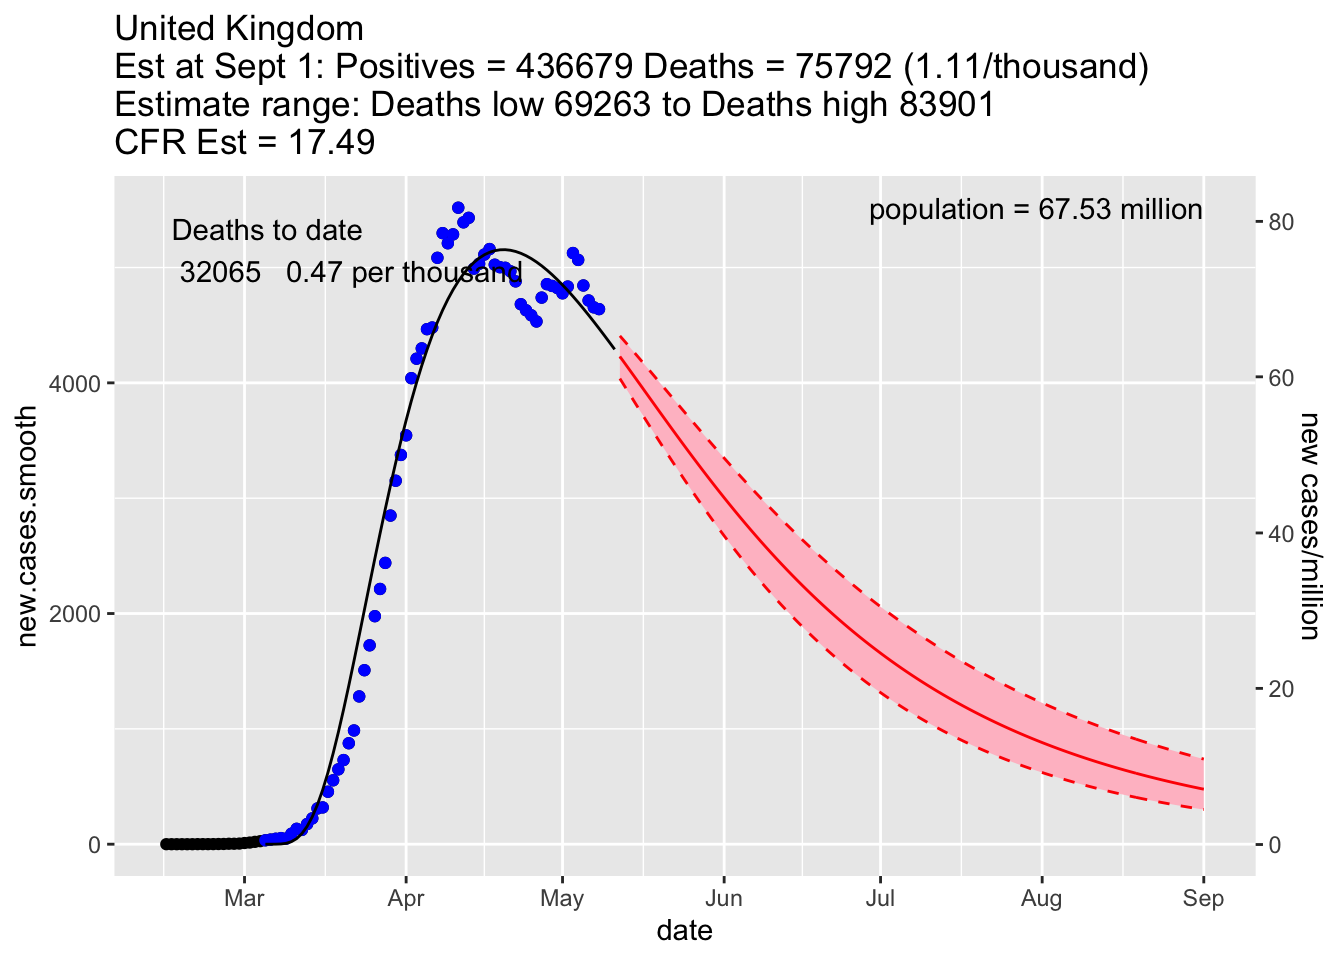 United Kingdom
Est at Sept 1: Positives = 436679 Deaths = 75792 (1.11/thousand)
Estimate range: Deaths low 69263 to Deaths high 83901
CFR Est = 17.49
Deaths to date
32065 0.47 per thousand
population = 67.53 million
new.cases.smooth
4000
2000
0
80
60
40
20
0
new cases/million
Mar Apr May Jun Jul Aug Sep
date